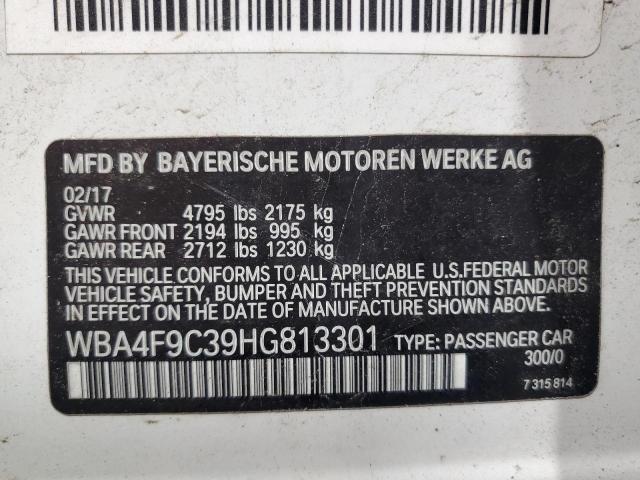 MFD BY BAYERISCHE MOTOREN WERKE AG
02/17
GVWR 4795 lbs 2175 kg
GAWR FRONT 2194 lbs 995 kg
GAWR REAR 2712 lbs 1230 kg
THIS VEHICLE CONFORMS TO ALL APPLICABLE U.S.FEDERAL MOTOR
VEHICLE SAFETY, BUMPER AND THEFT PREVENTION STANDARDS
IN EFFECT ON THE DATE OF MANUFACTURE SHOWN ABOVE.
WBA4F9C39HG813301 TYPE: PASSENGER CAR
300/0
7 315 814